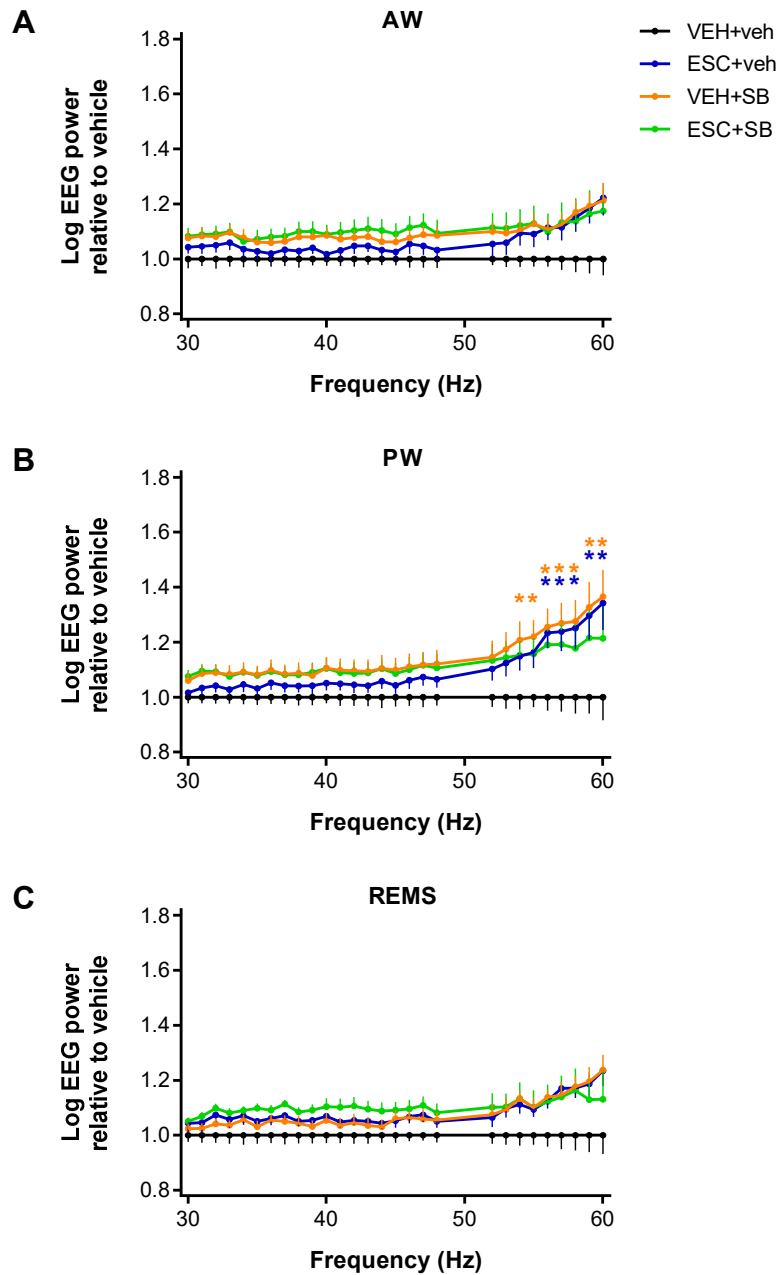 A
AW
VEH+veh
ESC+veh
VEH+SB
ESC+SB
1.8
1.6
1.4
1.2
1.0
0.8
Log EEG power
relative to vehicle
30
40
50
60
Frequency (Hz)
B
PW
1.8
1.6
1.4
1.2
1.0
0.8
Log EEG power
relative to vehicle
**
***
***
**
**
30
40
50
60
Frequency (Hz)
C
REMS
1.8
1.6
1.4
1.2
1.0
0.8
Log EEG power
relative to vehicle
30
40
50
60
Frequency (Hz)